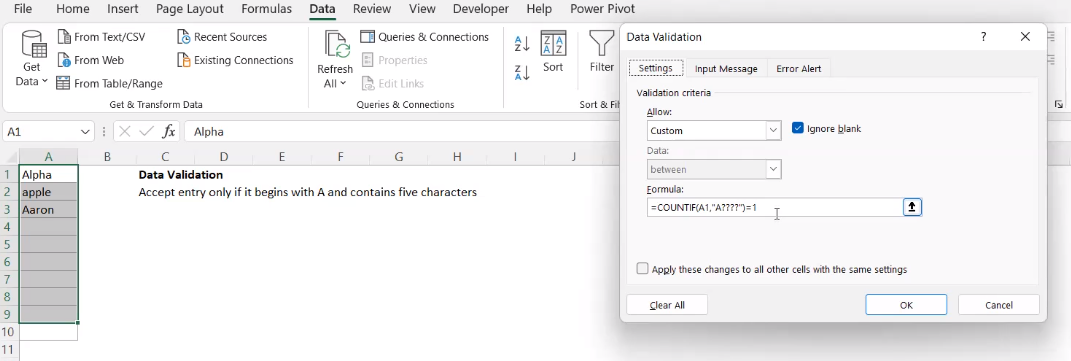 File Home Insert Page Layout Formulas Data Review View Developer Help Power Pivot
Get Data
From Text/CSV
From Web
From Table/Range
Recent Sources
Existing Connections
Get & Transform Data
Refresh All
Queries & Connections
Properties
Edit Links
Queries & Connections
Sort
Filter
Sort & Fil
A1
fx
Alpha
A B C D E F G H I J
1 Alpha Data Validation
2 apple Accept entry only if it begins with A and contains five characters
3 Aaron
4
5
6
7
8
9
10
11
Data Validation ?
Settings Input Message Error Alert
Validation criteria
Allow:
Custom Ignore blank
Data:
between
Formula:
=COUNTIF(A1,"A????")=1
Apply these changes to all other cells with the same settings
Clear All OK Cancel